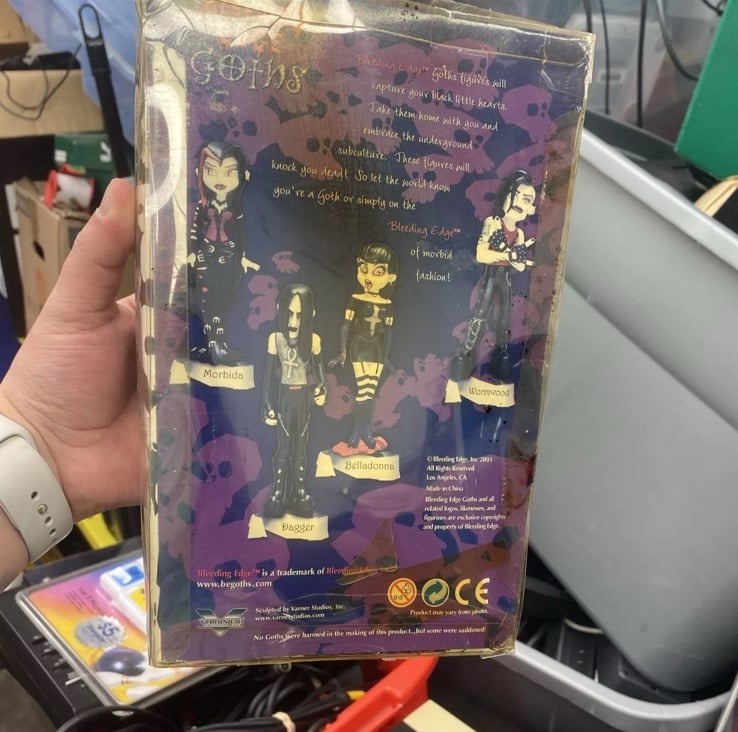 GOthS
Bleeding Edge™ goths figures will
capture your black little hearts.
Take them home with you and
embrace the underground
subculture. These figures will
knock you dead! So let the world know
you're a Goth or simply on the
Bleeding Edge™
of morbid
fashion!
Morbida
Wormwood
Belladonna
Dagger
© Bleeding Edge, Inc 2003
All Rights Reserved
Los Angeles, CA
Made in China
Bleeding Edge Goths and all
related logos, likenesses, and
figurines are exclusive copyrights
and property of Bleeding Edge.
Bleeding Edge™ is a trademark of Bleeding
www.begoths.com
0-3
CE
Product may vary from photo
VARNER
Sculpted by Varner Studios, Inc.
www.varnerstudios.com
No Goths were harmed in the making of this product...but some were saddened!
$5